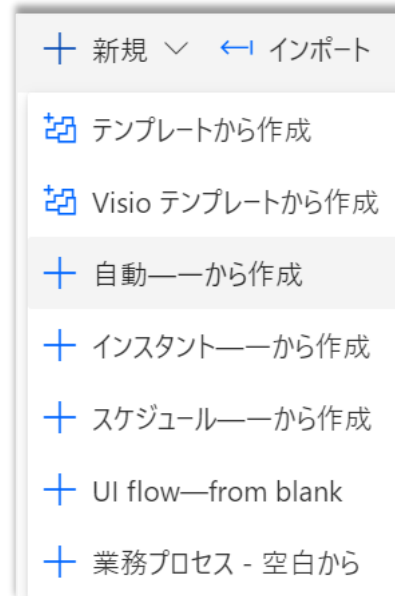 新規 インポート
テンプレートから作成
Visio テンプレートから作成
自動—一から作成
インスタント—一から作成
スケジュール—一から作成
UI flow—from blank
業務プロセス - 空白から